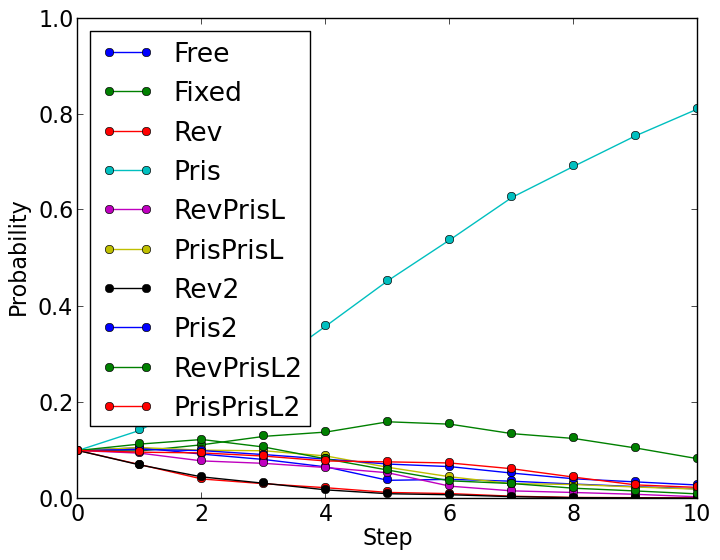 1.0
0.8
0.6
0.4
0.2
0.0
Probability
Free
Fixed
Rev
Pris
RevPrisL
PrisPrisL
Rev2
Pris2
RevPrisL2
PrisPrisL2
0 2 4 6 8 10
Step